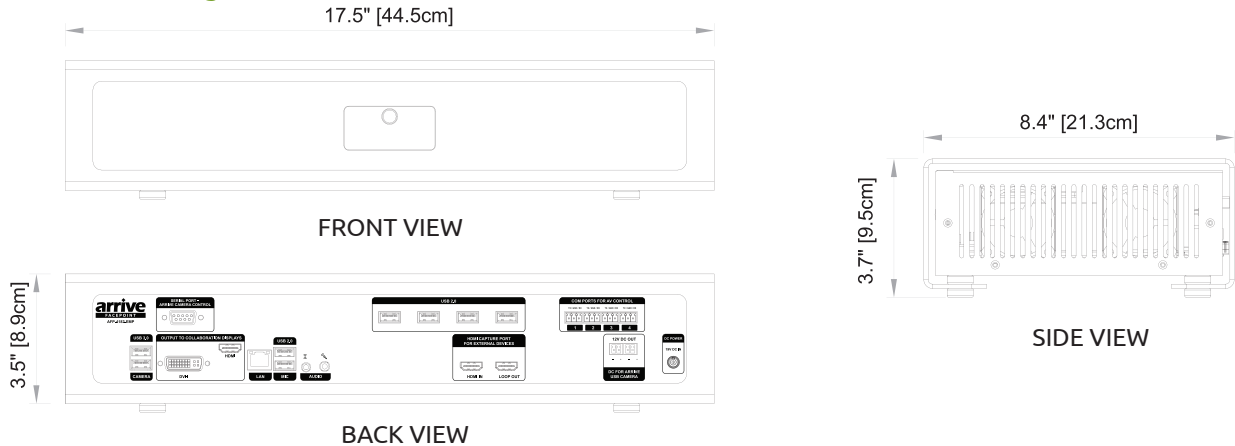 17.5" [44.5cm]
FRONT VIEW
8.4" [21.3cm]
3.7" [9.5cm]
SIDE VIEW
3.5" [8.9cm]
arrive
FACEPOINT
SERIAL PORT –
ARRIVE CAMERA CONTROL
USB 2.0
COM PORTS FOR AV CONTROL
1 2 3 4
USB 3.0
CAMERA
OUTPUT TO COLLABORATION DISPLAYS
HDMI
DVI-I
LAN
USB 2.0
MIC
AUDIO
HDMI CAPTURE PORT
FOR EXTERNAL DEVICES
HDMI IN LOOP OUT
12V DC OUT
DC FOR ARRIVE
USB CAMERA
DC POWER
BACK VIEW